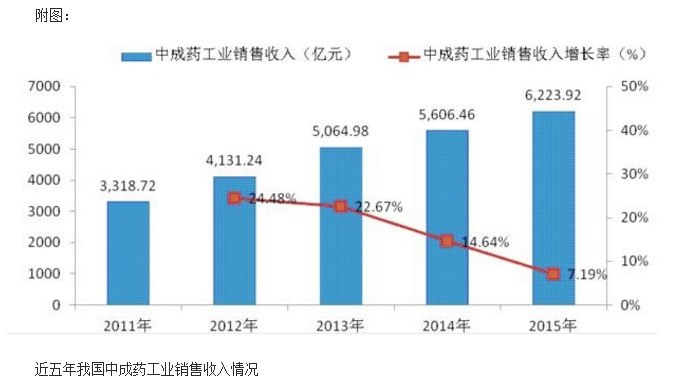 附图：
中成药工业销售收入（亿元） 中成药工业销售收入增长率（%）
7000 50%
6,223.92
6000 5,606.46 40%
5,064.98
5000
4,131.24 30%
4000 3,318.72
3000 24.48% 22.67% 20%
2000 14.64%
1000 7.19% 10%
0 0%
2011年 2012年 2013年 2014年 2015年
近五年我国中成药工业销售收入情况